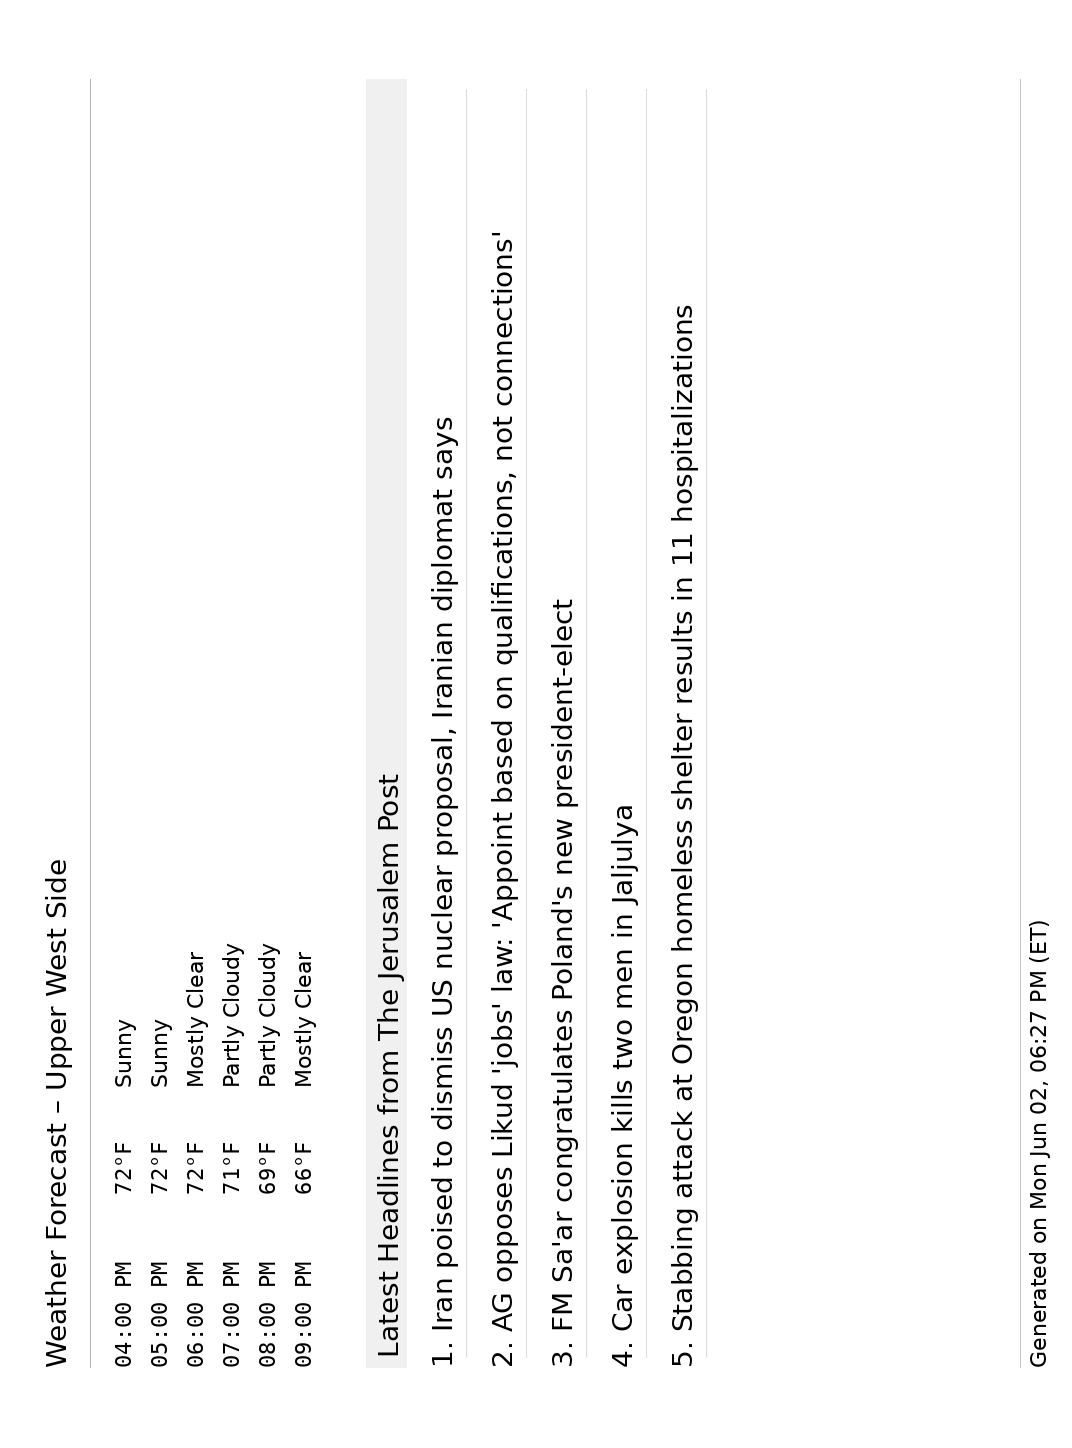 Weather Forecast – Upper West Side
04:00 PM 72°F Sunny
05:00 PM 72°F Sunny
06:00 PM 72°F Mostly Clear
07:00 PM 71°F Partly Cloudy
08:00 PM 69°F Partly Cloudy
09:00 PM 66°F Mostly Clear
Latest Headlines from The Jerusalem Post
1. Iran poised to dismiss US nuclear proposal, Iranian diplomat says
2. AG opposes Likud 'jobs' law: 'Appoint based on qualifications, not connections'
3. FM Sa'ar congratulates Poland's new president-elect
4. Car explosion kills two men in Jaljulya
5. Stabbing attack at Oregon homeless shelter results in 11 hospitalizations
Generated on Mon Jun 02, 06:27 PM (ET)